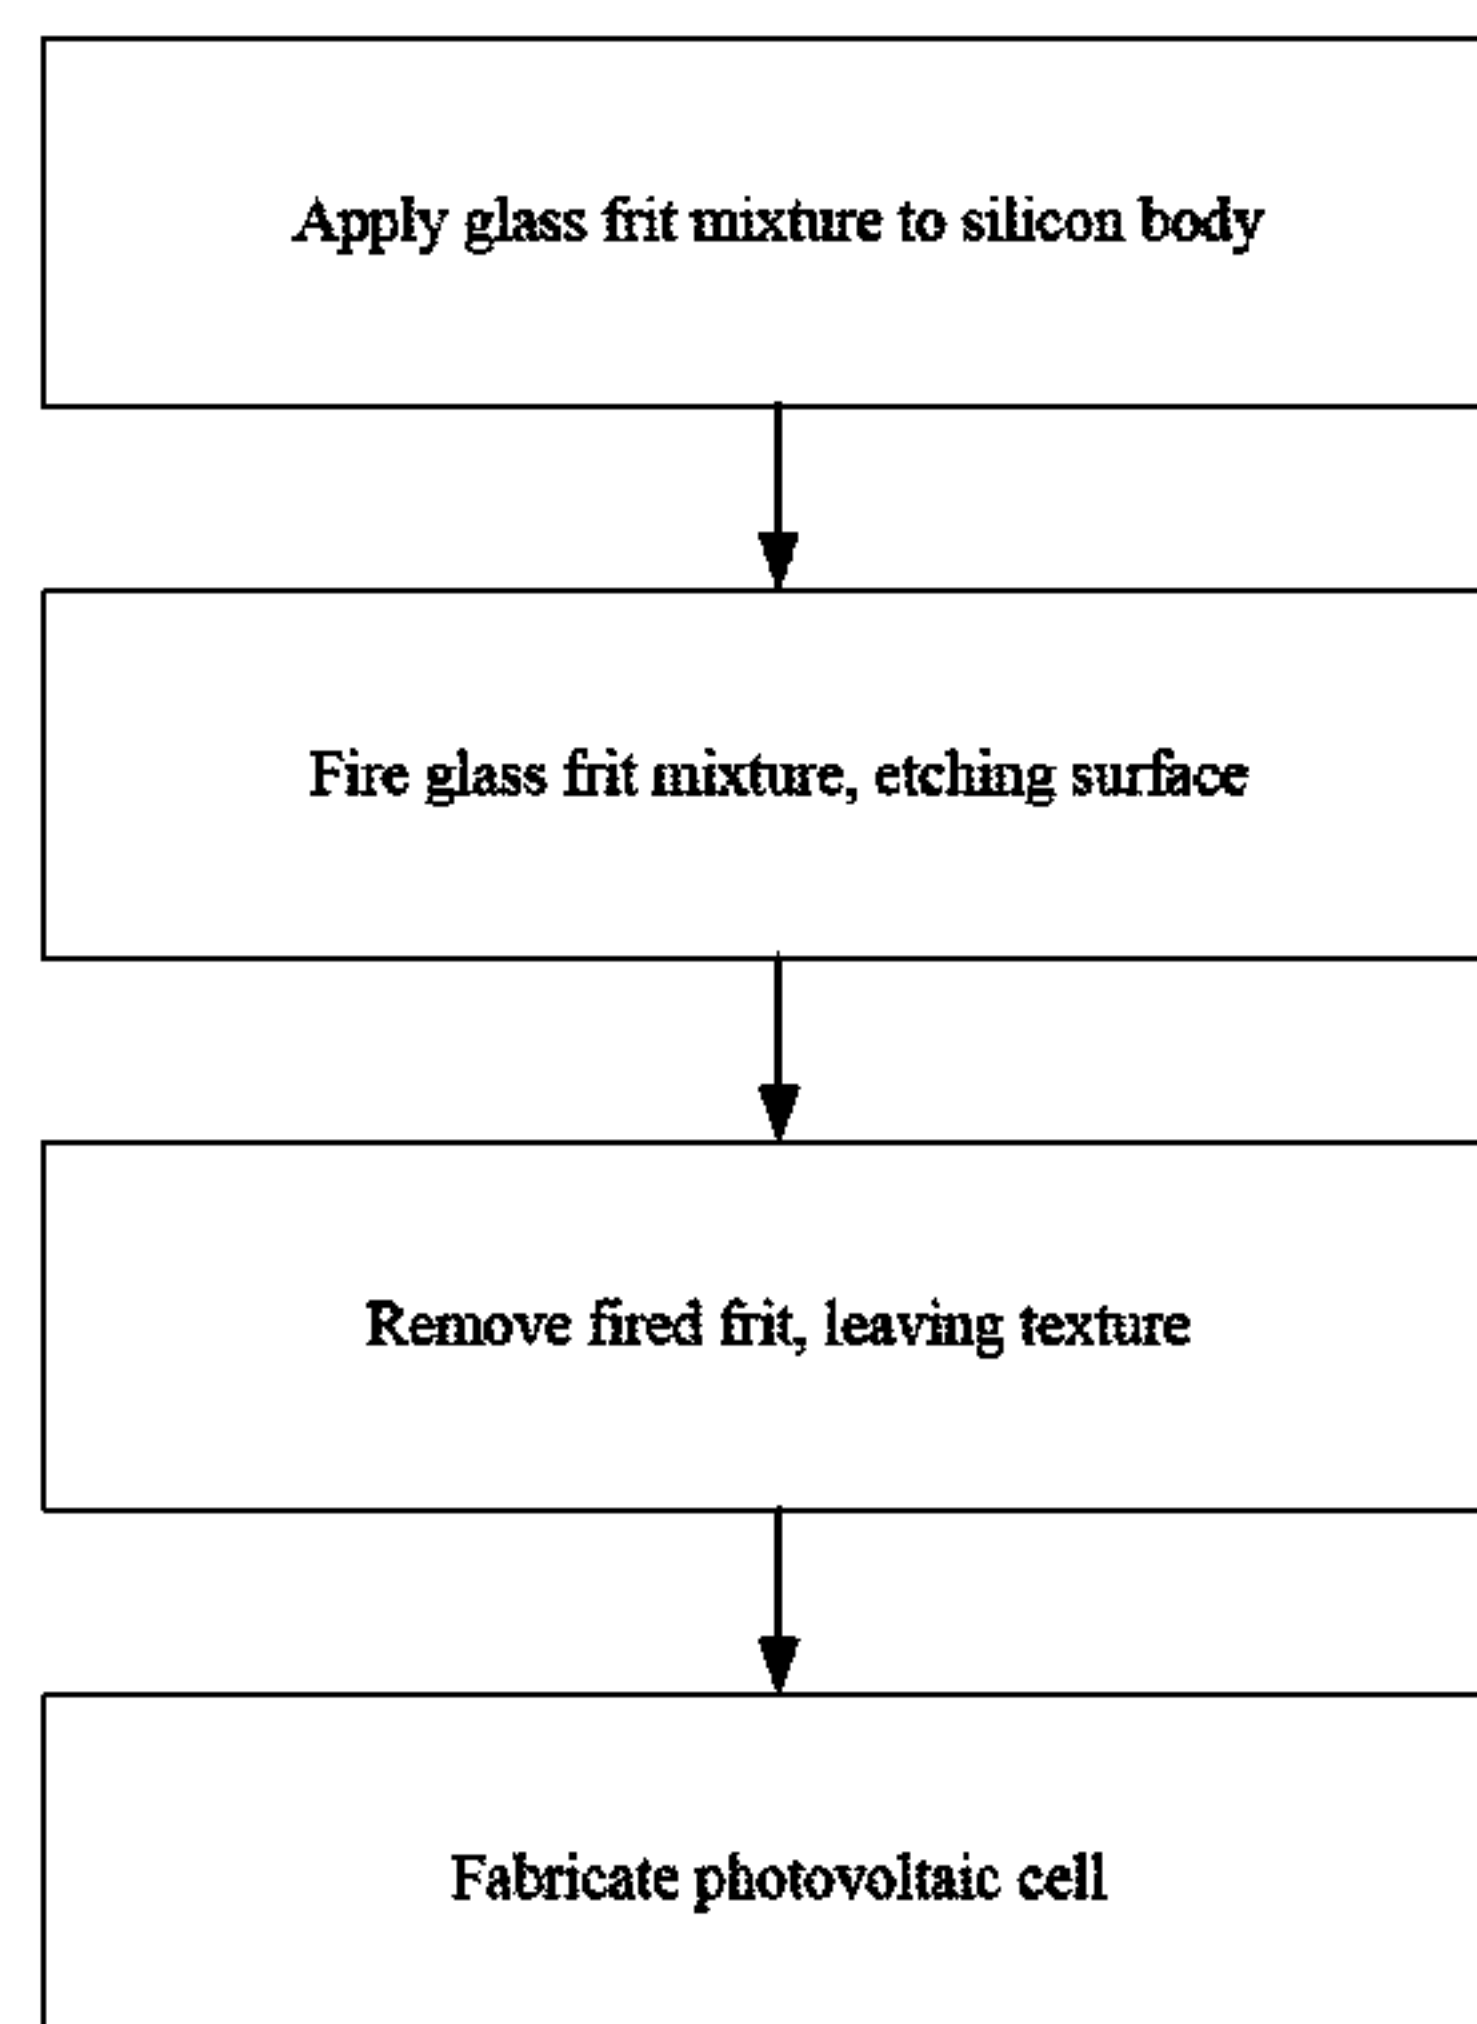 Apply glass frit mixture to silicon body
Fire glass frit mixture, etching surface
Remove fired frit, leaving texture
Fabricate photovoltaic cell